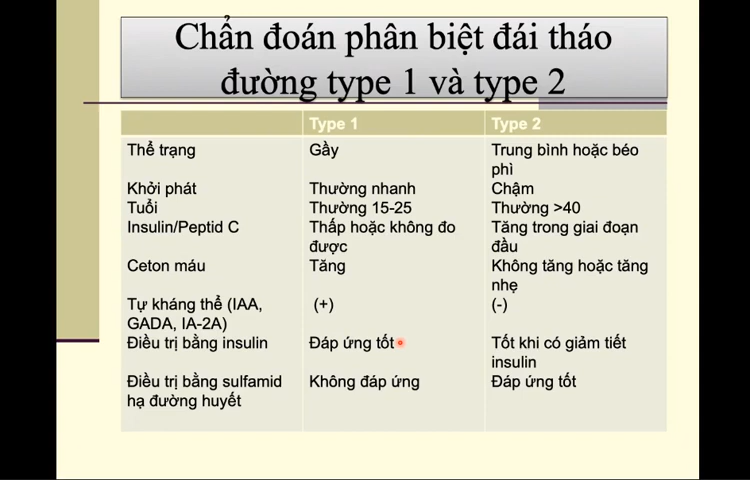 Chẩn đoán phân biệt đái tháo
đường type 1 và type 2
Type 1 Type 2
Thể trạng Gầy Trung bình hoặc béo
phì
Khởi phát Thường nhanh Chậm
Tuổi Thường 15-25 Thường >40
Insulin/Peptid C Thấp hoặc không đo Tăng trong giai đoạn
được đầu
Ceton máu Tăng Không tăng hoặc tăng
nhẹ
Tự kháng thể (IAA, (+) (-)
GADA, IA-2A)
Điều trị bằng insulin Đáp ứng tốt Tốt khi có giảm tiết
insulin
Điều trị bằng sulfamid Không đáp ứng Đáp ứng tốt
hạ đường huyết